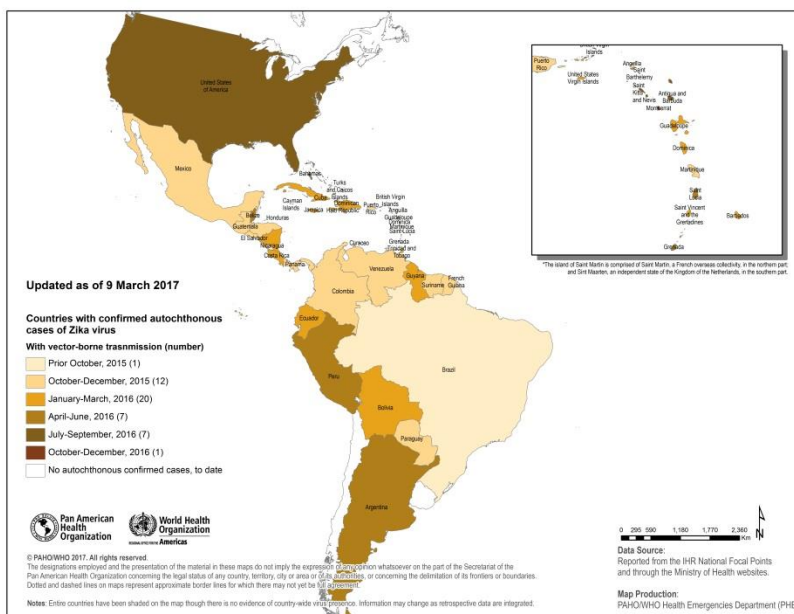 United States
of America
Mexico
Bahamas
Turks
and Caicos
Islands
Cuba
Cayman
Islands
Dominican
Republic
Puerto
Rico
British Virgin
Islands
Jamaica
Haiti
Anguilla
Guadeloupe
Dominica
Martinique
Saint Lucia
Belize
Honduras
Guatemala
El Salvador
Nicaragua
Costa Rica
Panama
Curacao
Grenada
Trinidad and
Tobago
Venezuela
Guyana
Suriname
French
Guiana
Colombia
Ecuador
Peru
Brazil
Bolivia
Paraguay
Argentina
Puerto
Rico
Virgin
Islands
United States
Virgin Islands
Anguilla
Saint
Barthelemy
Saint
Kitts
and Nevis
Antigua and
Barbuda
Montserrat
Guadeloupe
Dominica
Martinique
Saint
Lucia
Saint Vincent
and the
Grenadines
Barbados
Grenada
*The island of Saint Martin is comprised of Saint Martin, a French overseas collectivity, in the northern part;
and Sint Maarten, an independent state of the Kingdom of the Netherlands, in the southern part.
Updated as of 9 March 2017
Countries with confirmed autochthonous
cases of Zika virus
With vector-borne trasnmission (number)
Prior October, 2015 (1)
October-December, 2015 (12)
January-March, 2016 (20)
April-June, 2016 (7)
July-September, 2016 (7)
October-December, 2016 (1)
No autochthonous confirmed cases, to date
Pan American
Health
Organization
World Health
Organization
REGIONAL OFFICE FOR THE Americas
© PAHO/WHO 2017. All rights reserved.
The designations employed and the presentation of the material in these maps do not imply the expression of any opinion whatsoever on the part of the Secretariat of the
Pan American Health Organization concerning the legal status of any country, territory, city or area or of its authorities, or concerning the delimitation of its frontiers or boundaries.
Dotted and dashed lines on maps represent approximate border lines for which there may not yet be full agreement.
Notes: Entire countries have been shaded on the map though there is no evidence of country-wide virus presence. Information may change as retrospective data are integrated.
0 295 590 1,180 1,770 2,360
Km
Data Source:
Reported from the IHR National Focal Points
and through the Ministry of Health websites.
Map Production:
PAHO/WHO Health Emergencies Department (PHE